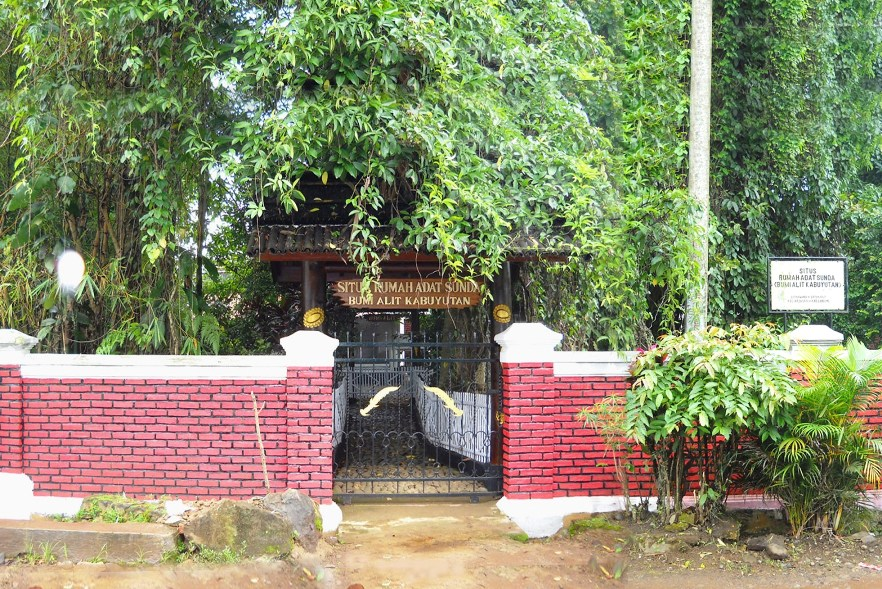 SITUS RUMAH ADAT SUNDA
BUMI ALIT KABUYUTAN
SITUS
RUMAH ADAT SUNDA
(BUMI ALIT KABUYUTAN)